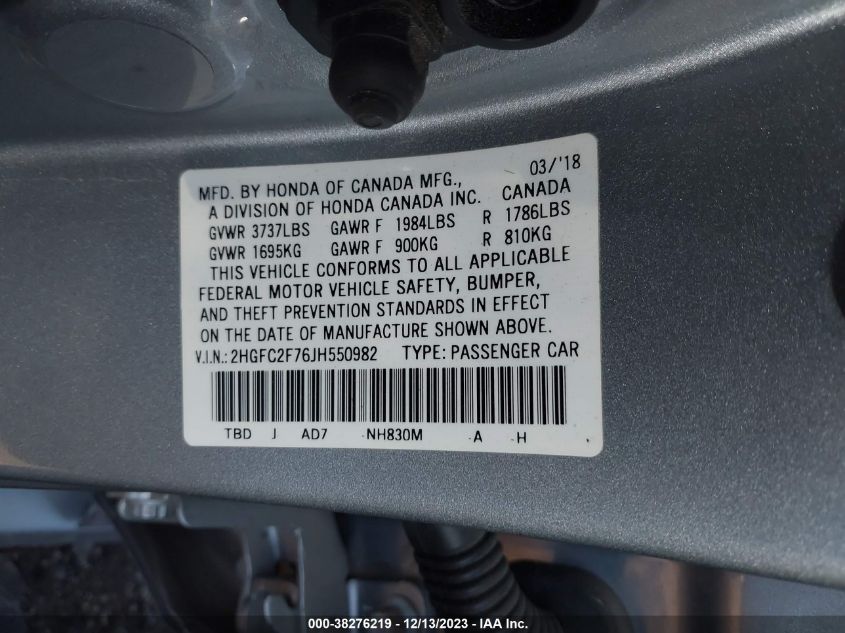 MFD. BY HONDA OF CANADA MFG., 03/'18
A DIVISION OF HONDA CANADA INC. CANADA
GVWR 3737LBS GAWR F 1984LBS R 1786LBS
GVWR 1695KG GAWR F 900KG R 810KG
THIS VEHICLE CONFORMS TO ALL APPLICABLE
FEDERAL MOTOR VEHICLE SAFETY, BUMPER,
AND THEFT PREVENTION STANDARDS IN EFFECT
ON THE DATE OF MANUFACTURE SHOWN ABOVE.
V.I.N.: 2HGFC2F76JH550982 TYPE: PASSENGER CAR
TBD J AD7 -NH830M -A -H
000-38276219 - 12/13/2023 - IAA Inc.